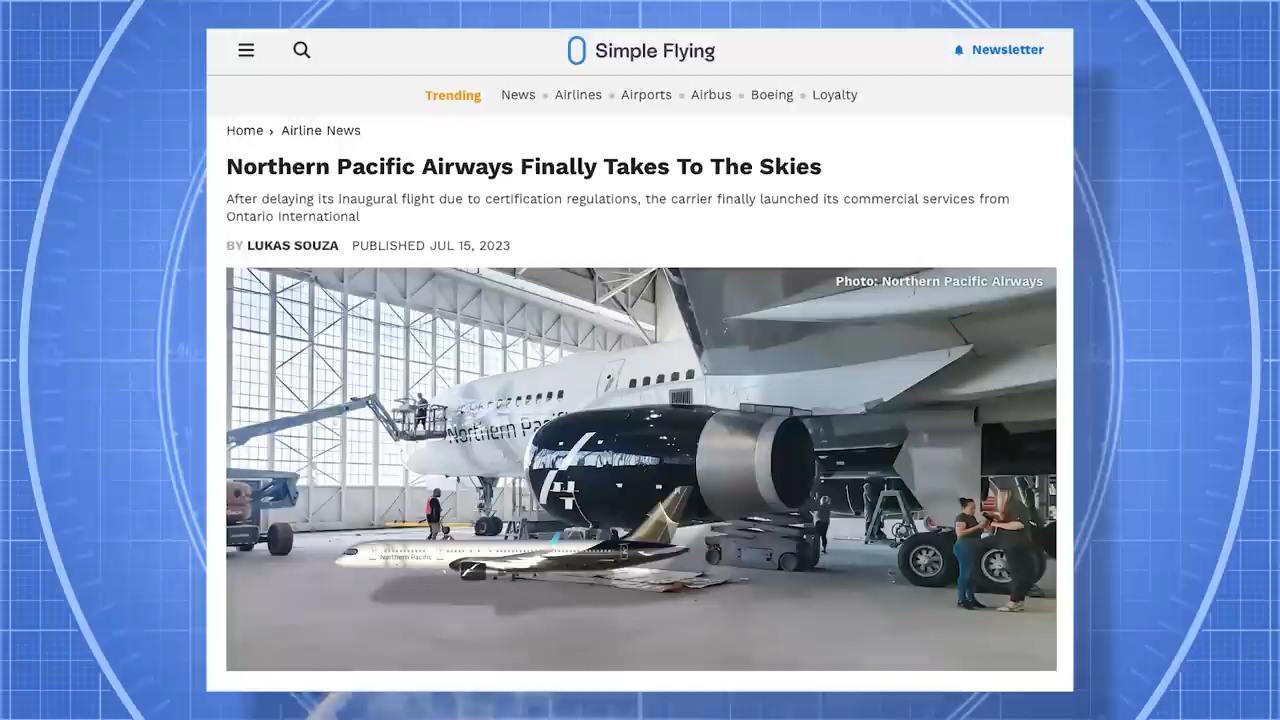 Simple Flying
Newsletter
Trending News Airlines Airports Airbus Boeing Loyalty
Home › Airline News
Northern Pacific Airways Finally Takes To The Skies
After delaying its inaugural flight due to certification regulations, the carrier finally launched its commercial services from
Ontario International
BY LUKAS SOUZA PUBLISHED JUL 15, 2023
Photo: Northern Pacific Airways
Northern Pacif
Northern Pacific